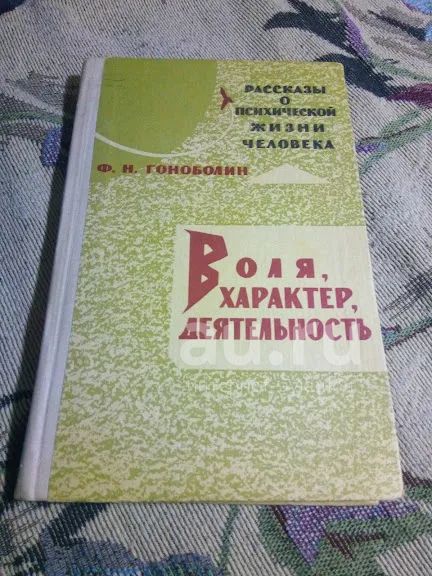 РАССКАЗЫ
О
ПСИХИЧЕСКОЙ
ЖИЗНИ
ЧЕЛОВЕКА
Ф. Н. ГОНОБОЛИН
ВОЛЯ,
ХАРАКТЕР,
ДЕЯТЕЛЬНОСТЬ
au.ru